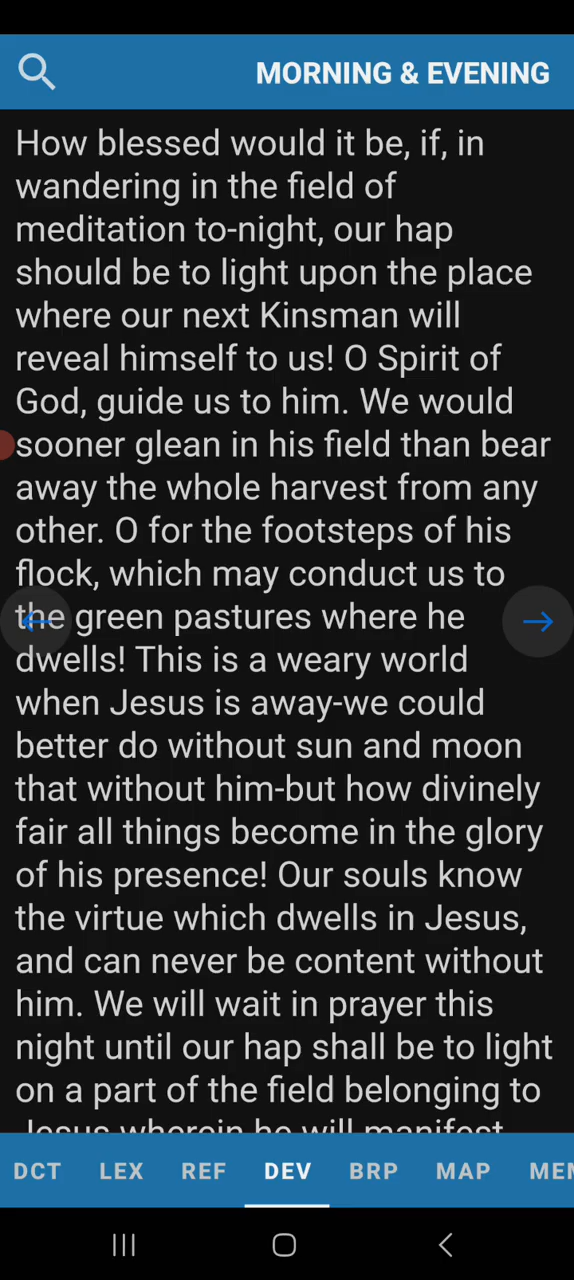 MORNING & EVENING
How blessed would it be, if, in
wandering in the field of
meditation to-night, our hap
should be to light upon the place
where our next Kinsman will
reveal himself to us! O Spirit of
God, guide us to him. We would
sooner glean in his field than bear
away the whole harvest from any
other. O for the footsteps of his
flock, which may conduct us to
the green pastures where he
dwells! This is a weary world
when Jesus is away-we could
better do without sun and moon
that without him-but how divinely
fair all things become in the glory
of his presence! Our souls know
the virtue which dwells in Jesus,
and can never be content without
him. We will wait in prayer this
night until our hap shall be to light
on a part of the field belonging to
Jesus wherein he will manifest
DCT LEX REF DEV BRP MAP MEM